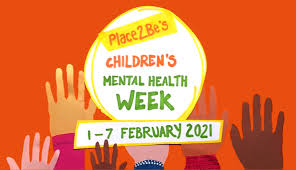 Place2Be's
CHILDREN'S
MENTAL HEALTH
WEEK
1-7 FEBRUARY 2021